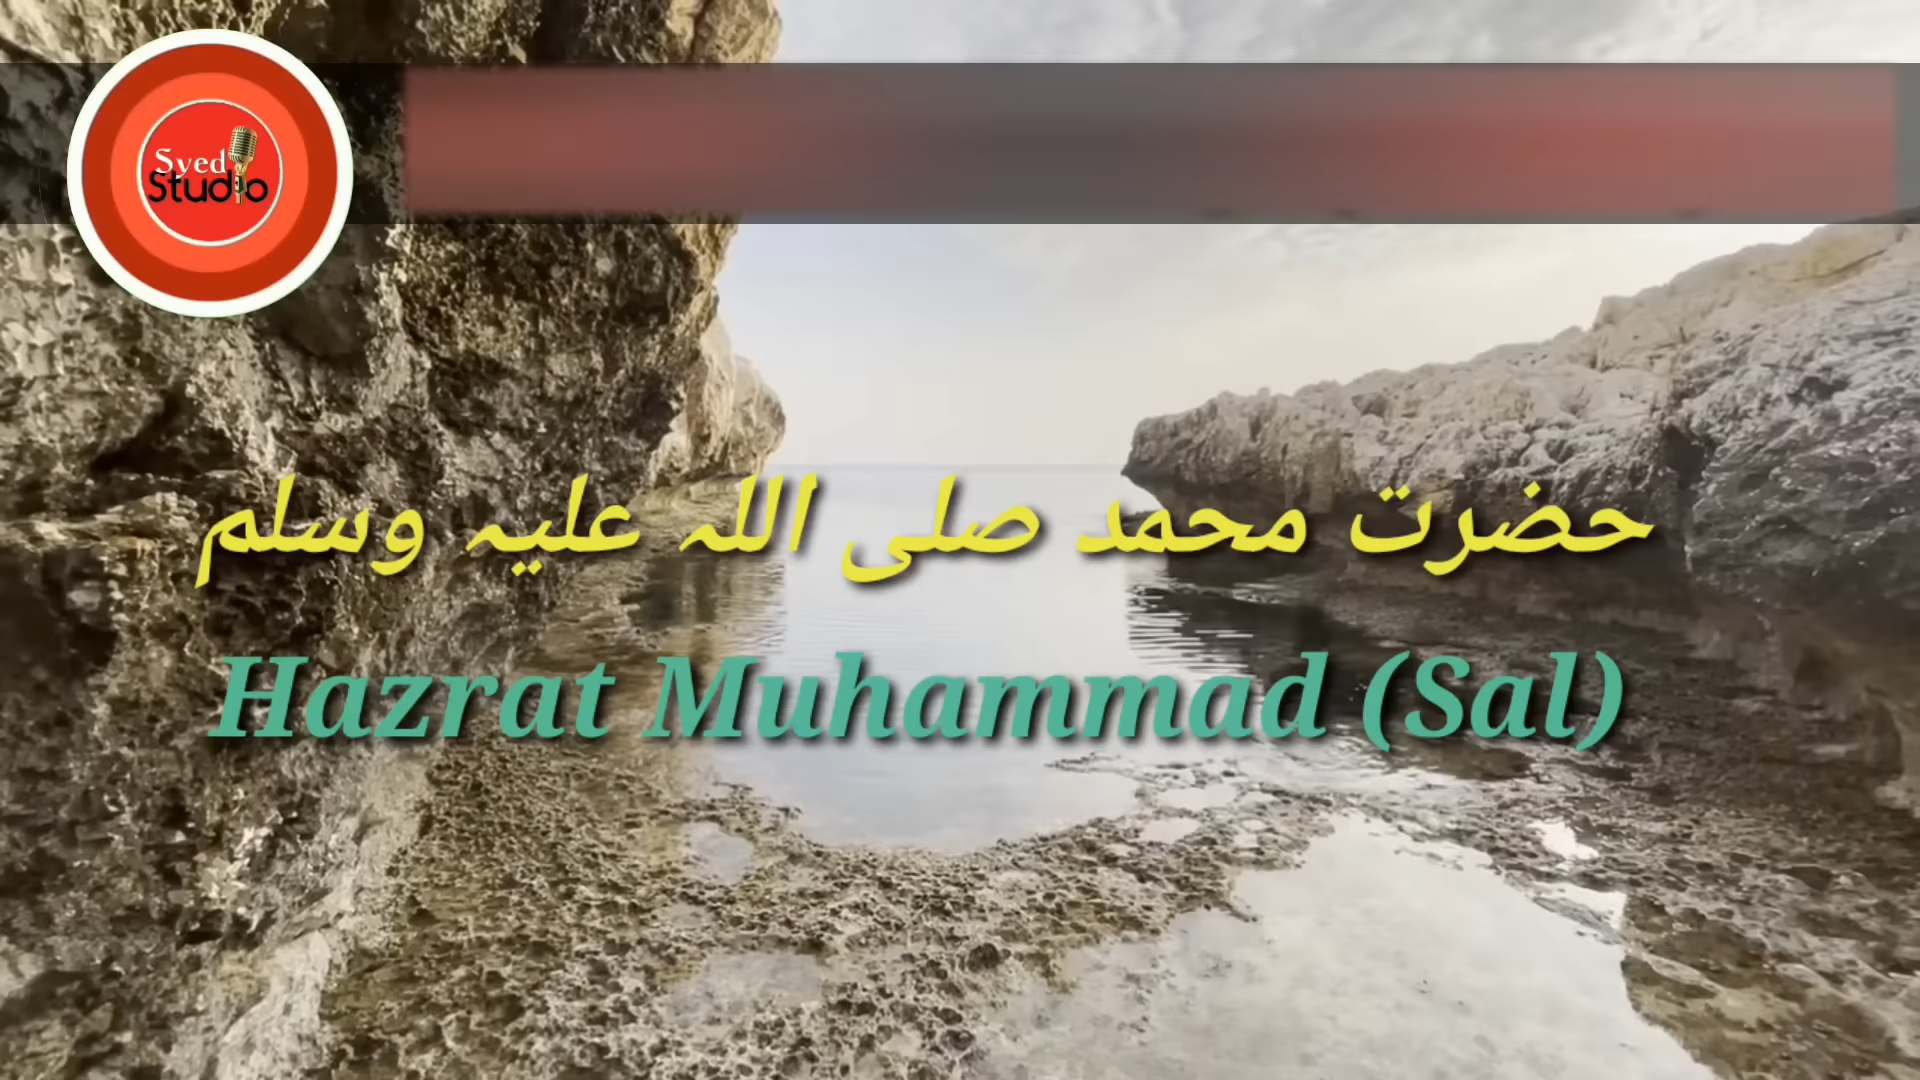 Syed
Studio
حضرت محمد صلی اللہ علیہ وسلم
Hazrat Muhammad (Sal)